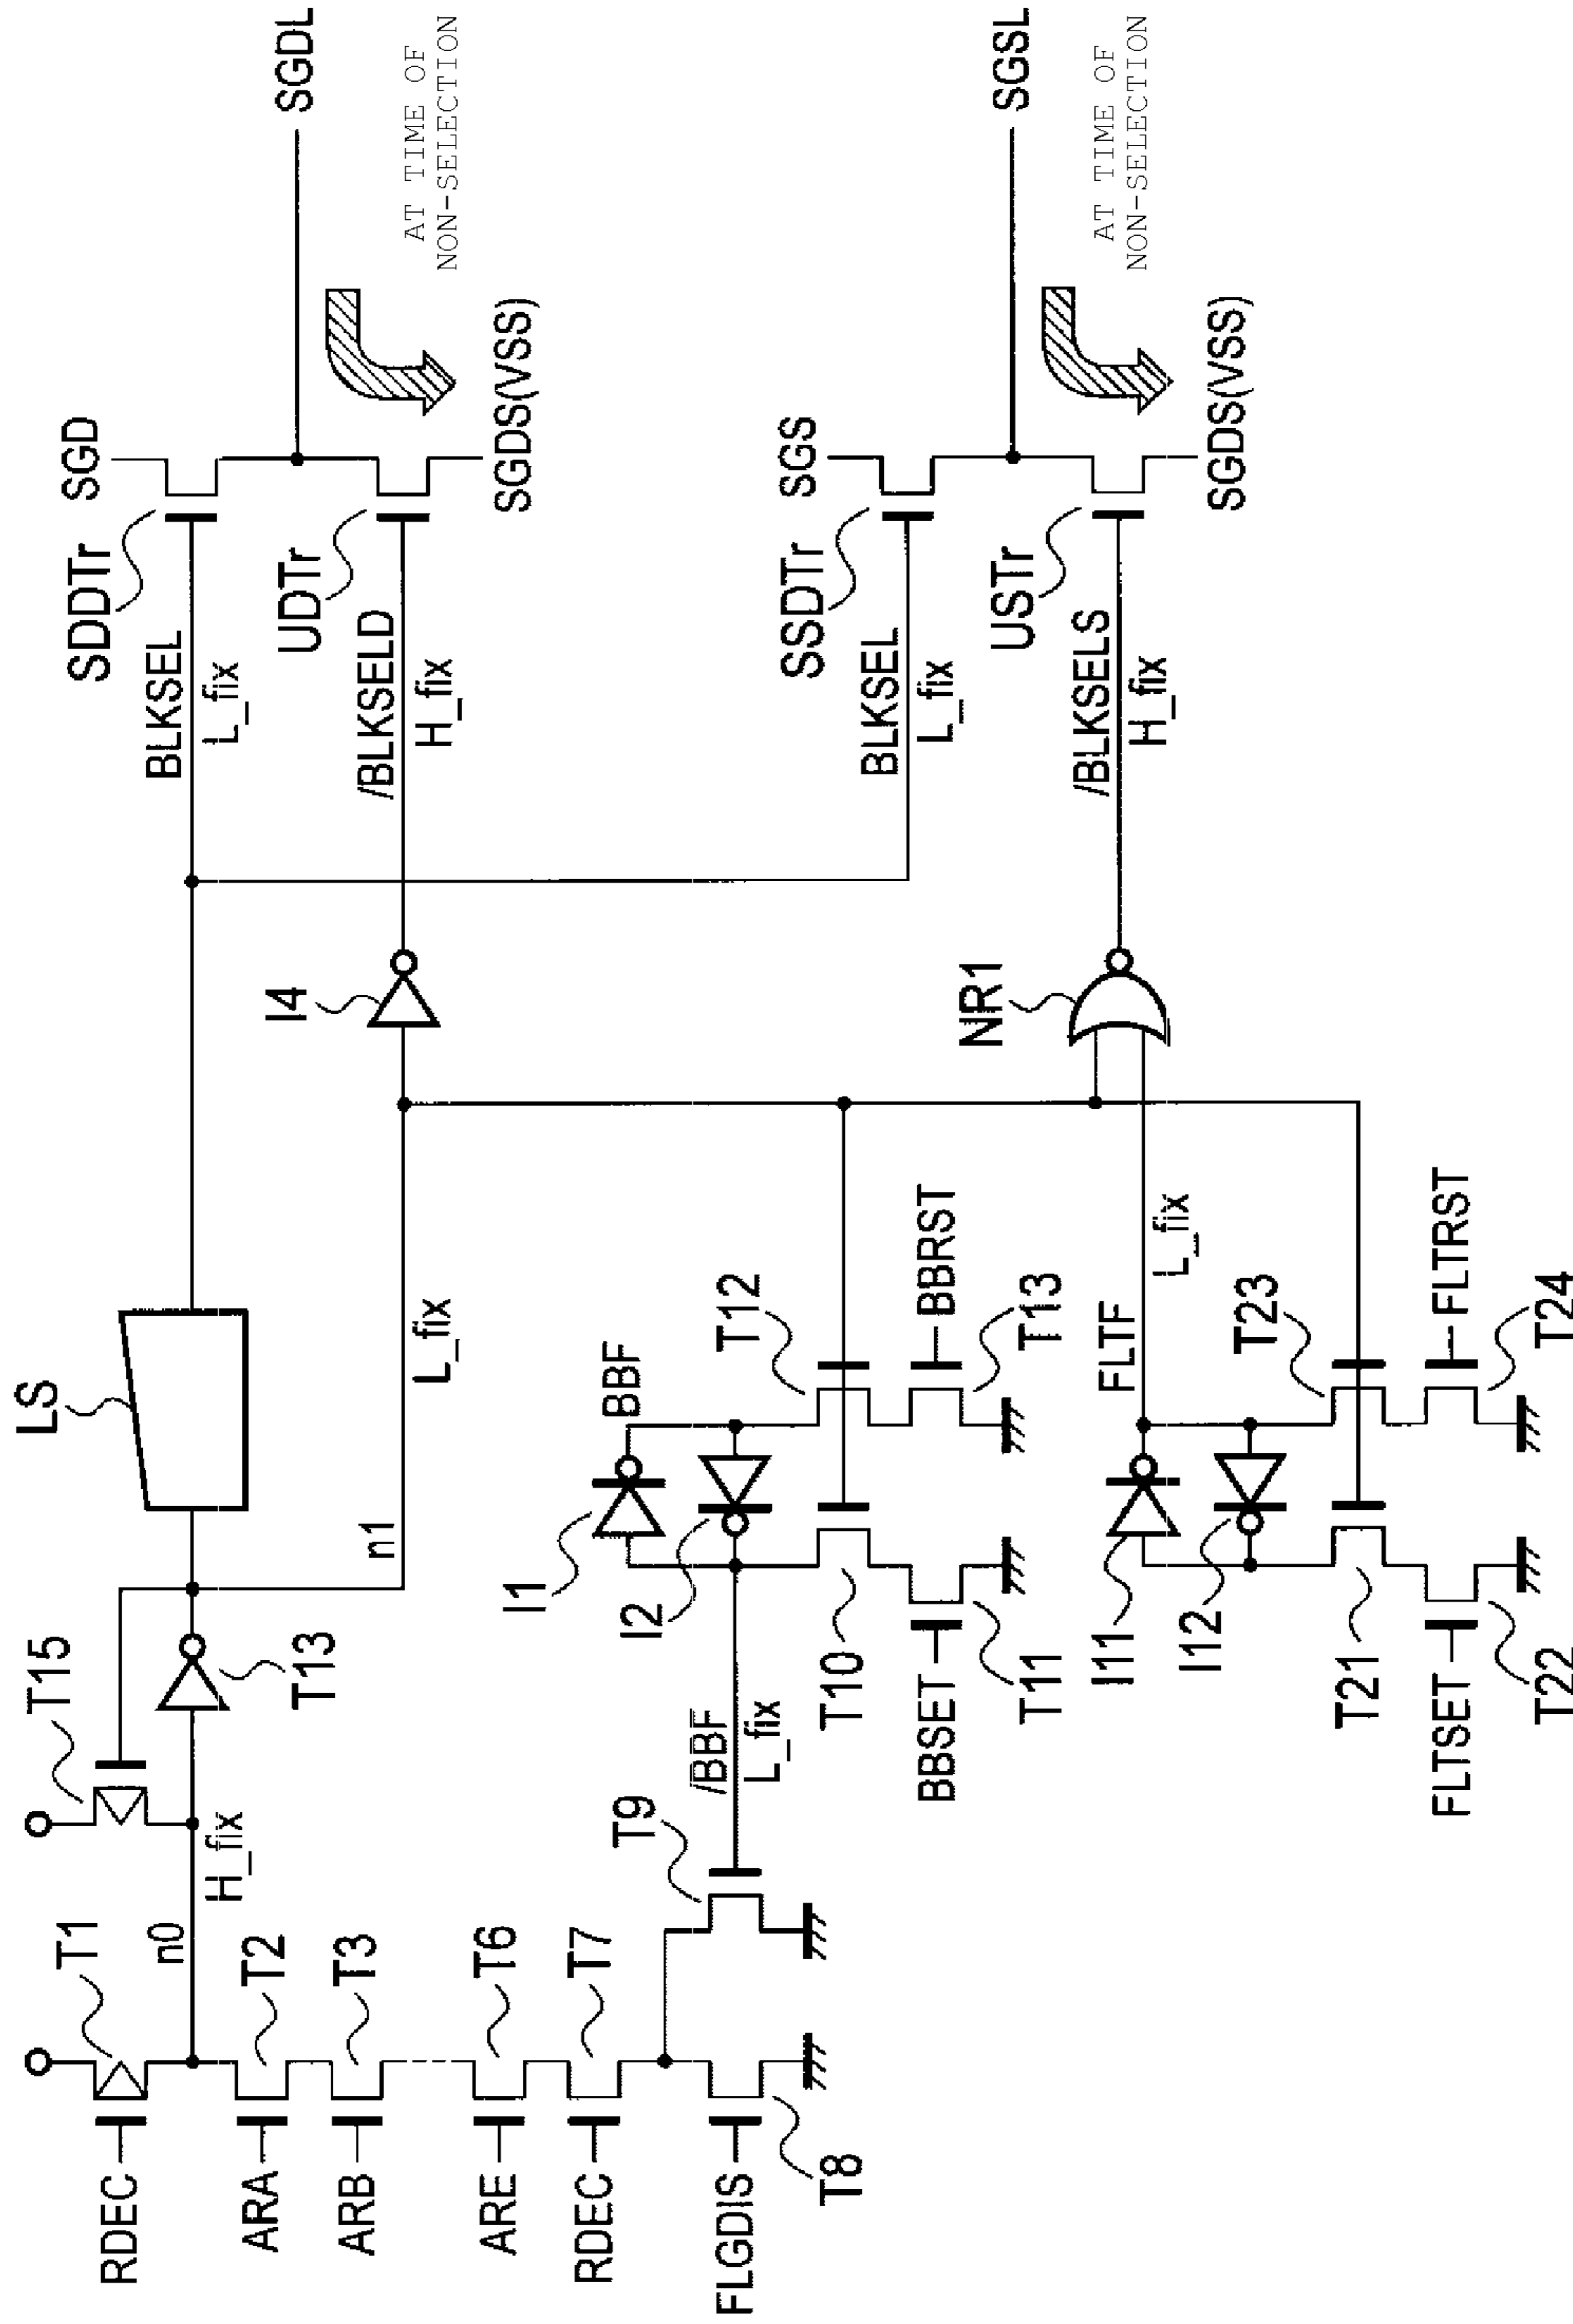 RDEC
T1
n0
H_fix
T15
T13
n1
LS
L_fix
BLKSEL
L_fix
SDDTr
SGD
SGDL
I4
/BLKSELD
H_fix
UDTr
SGDS(VSS)
AT TIME OF
NON-SELECTION
ARA
T2
ARB
T3
ARE
T6
RDEC
T7
FLGDIS
T8
T9
/BBF
L_fix
I1
BBF
I2
T10
T12
BBSET
T11
BBRST
T13
BLKSEL
L_fix
SSDTr
SGS
SGSL
NR1
/BLKSELS
H_fix
USTr
SGDS(VSS)
AT TIME OF
NON-SELECTION
I11
FLTF
L_fix
I12
T21
T23
FLTSET
T22
FLTRST
T24